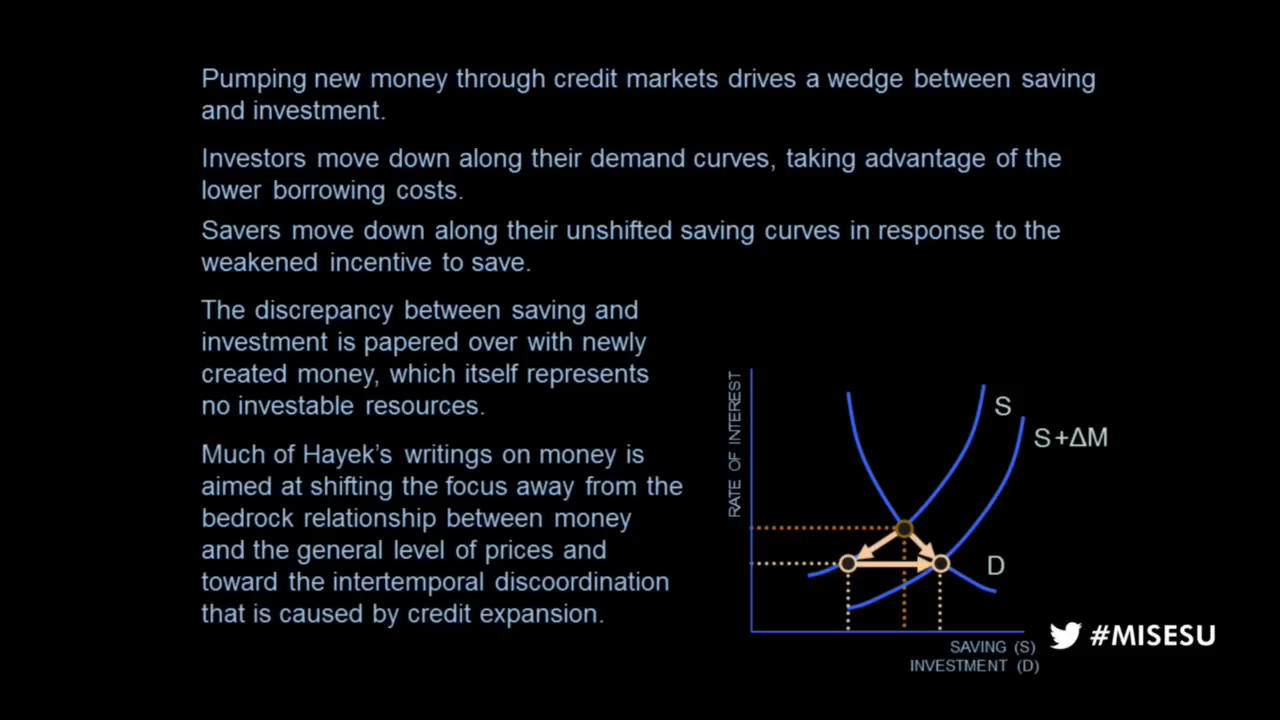 Pumping new money through credit markets drives a wedge between saving
and investment.
Investors move down along their demand curves, taking advantage of the
lower borrowing costs.
Savers move down along their unshifted saving curves in response to the
weakened incentive to save.
The discrepancy between saving and
investment is papered over with newly
created money, which itself represents
no investable resources.
Much of Hayek’s writings on money is
aimed at shifting the focus away from the
bedrock relationship between money
and the general level of prices and
toward the intertemporal discoordination
that is caused by credit expansion.
RATE OF INTEREST
S
S+ΔM
D
SAVING (S)
INVESTMENT (D)
#MISESU